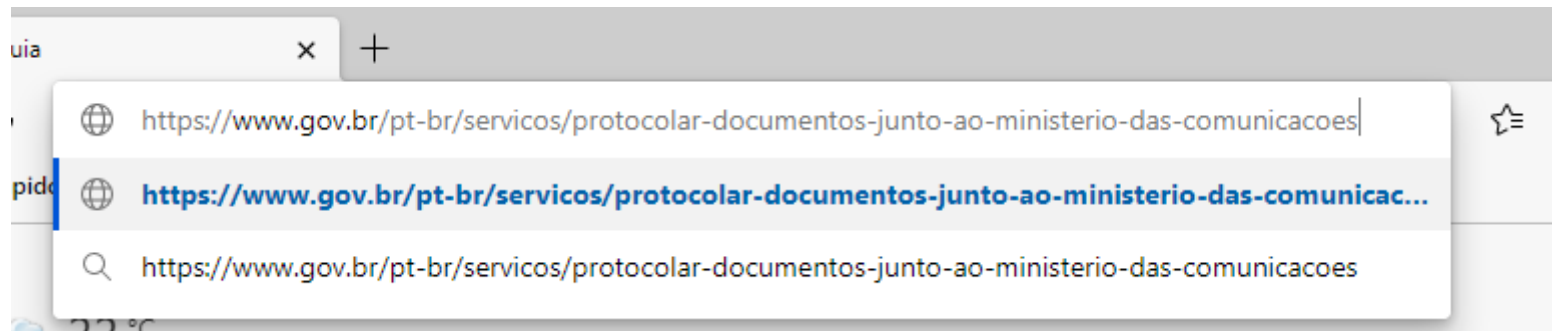 uia
https://www.gov.br/pt-br/servicos/protocolar-documentos-junto-ao-ministerio-das-comunicacoes
pido
https://www.gov.br/pt-br/servicos/protocolar-documentos-junto-ao-ministerio-das-comunicac...
https://www.gov.br/pt-br/servicos/protocolar-documentos-junto-ao-ministerio-das-comunicacoes
22 °C